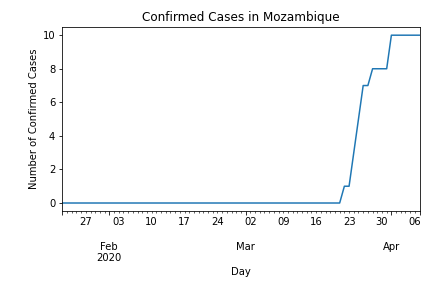 Confirmed Cases in Mozambique
Number of Confirmed Cases
10
8
6
4
2
0
27 03 10 17 24 02 09 16 23 30 06
Feb Mar Apr
2020
Day